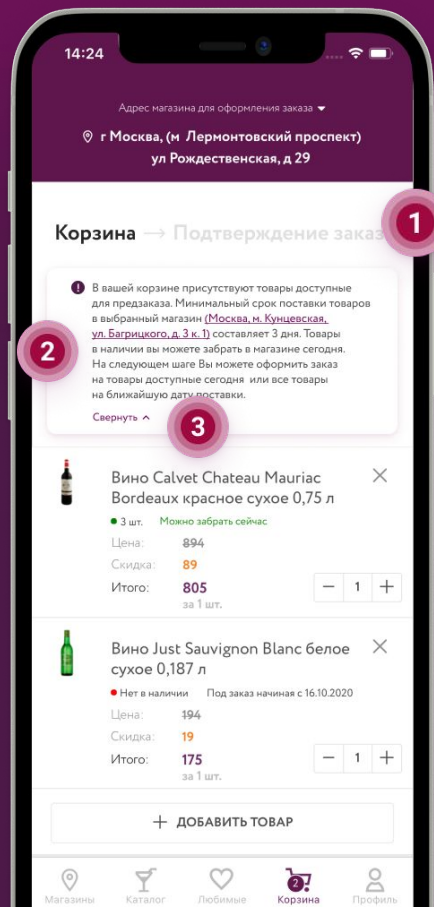 14:24
Адрес магазина для оформления заказа
г Москва, (м Лермонтовский проспект)
ул Рождественская, д 29
Корзина → Подтверждение заказ
1
В вашей корзине присутствуют товары доступные
для предзаказа. Минимальный срок поставки товаров
в выбранный магазин (Москва, м. Кунцевская,
ул. Багрицкого, д. 3 к. 1) составляет 3 дня. Товары
в наличии вы можете забрать в магазине сегодня.
На следующем шаге Вы можете оформить заказ
на товары доступные сегодня или все товары
на ближайшую дату поставки.
2
Свернуть
3
Вино Calvet Chateau Mauriac
Bordeaux красное сухое 0,75 л
3 шт. Можно забрать сейчас
Цена: 894
Скидка: 89
Итого: 805
за 1 шт.
− 1 +
Вино Just Sauvignon Blanc белое
сухое 0,187 л
Нет в наличии Под заказ начиная с 16.10.2020
Цена: 194
Скидка: 19
Итого: 175
за 1 шт.
− 1 +
+ ДОБАВИТЬ ТОВАР
2
Магазины Каталог Любимые Корзина Профиль